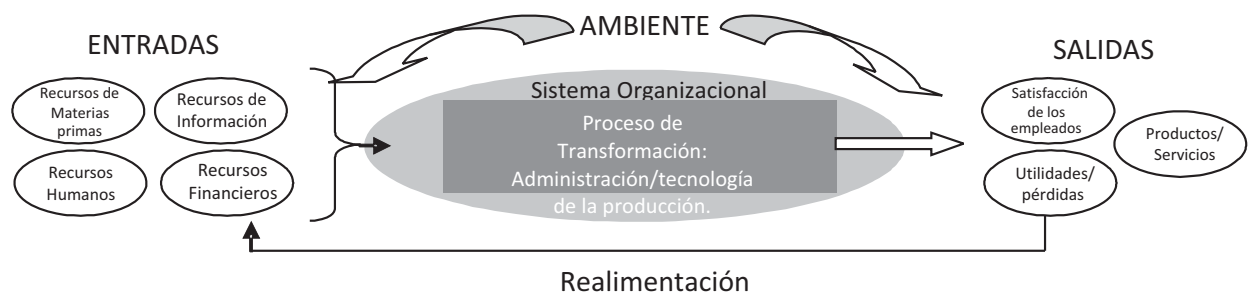 AMBIENTE
ENTRADAS
Recursos de
Materias
primas
Recursos de
Información
Recursos
Humanos
Recursos
Financieros
Sistema Organizacional
Proceso de
Transformación:
Administración/tecnología
de la producción.
SALIDAS
Satisfacción
de los
empleados
Productos/
Servicios
Utilidades/
pérdidas
Realimentación